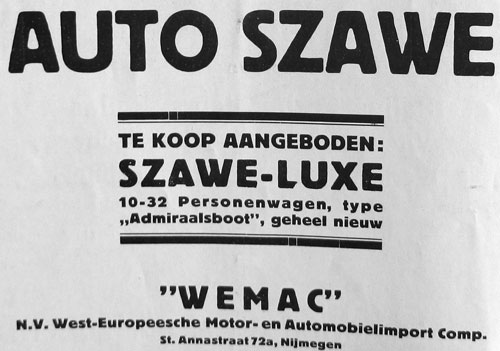 AUTO SZAWE
TE KOOP AANGEBODEN:
SZAWE-LUXE
10-32 Personenwagen, type
„Admiraalsboot”, geheel nieuw
"WEMAC"
N.V. West-Europeesche Motor- en Automobielimport Comp.
St. Annastraat 72a, Nijmegen